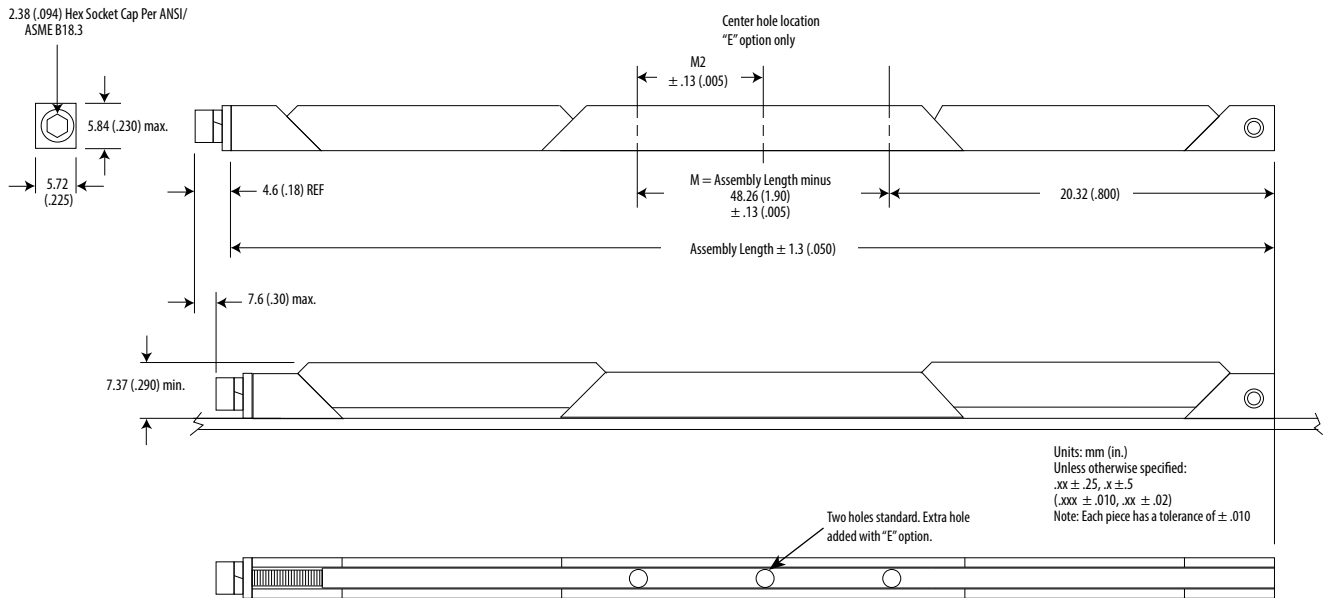 2.38 (.094) Hex Socket Cap Per ANSI/
ASME B18.3
Center hole location
“E” option only
M2
± .13 (.005)
5.84 (.230) max.
5.72
(.225)
4.6 (.18) REF
M = Assembly Length minus
48.26 (1.90)
± .13 (.005)
20.32 (.800)
Assembly Length ± 1.3 (.050)
7.6 (.30) max.
7.37 (.290) min.
Units: mm (in.)
Unless otherwise specified:
.xx ± .25, .x ±.5
(.xxx ± .010, .xx ± .02)
Note: Each piece has a tolerance of ± .010
Two holes standard. Extra hole
added with “E” option.